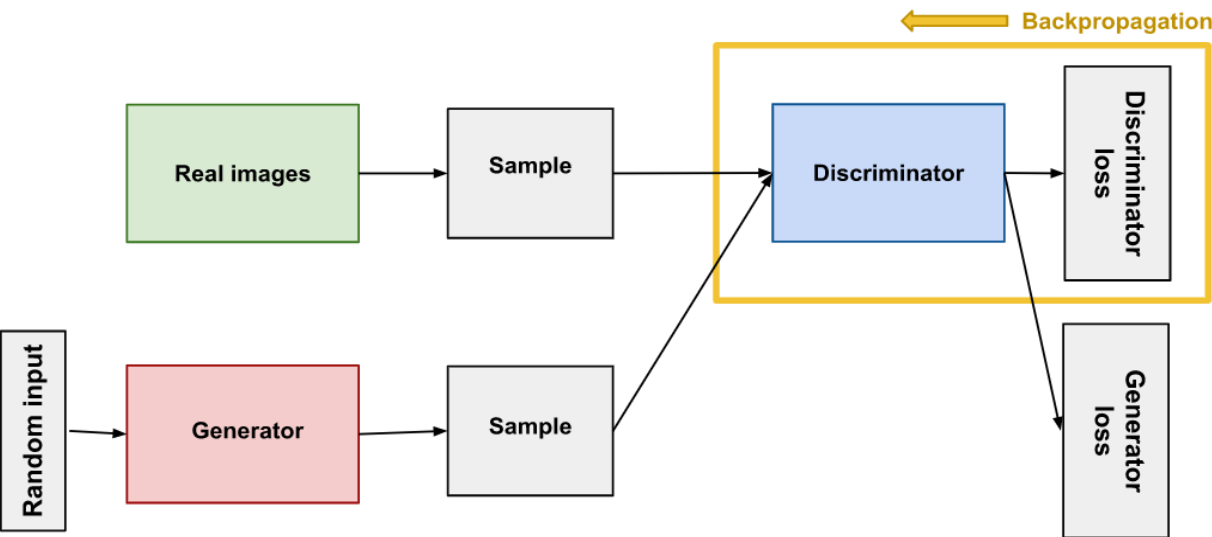 Backpropagation
Real images
Sample
Discriminator
Discriminator
loss
Random input
Generator
Sample
Generator
loss